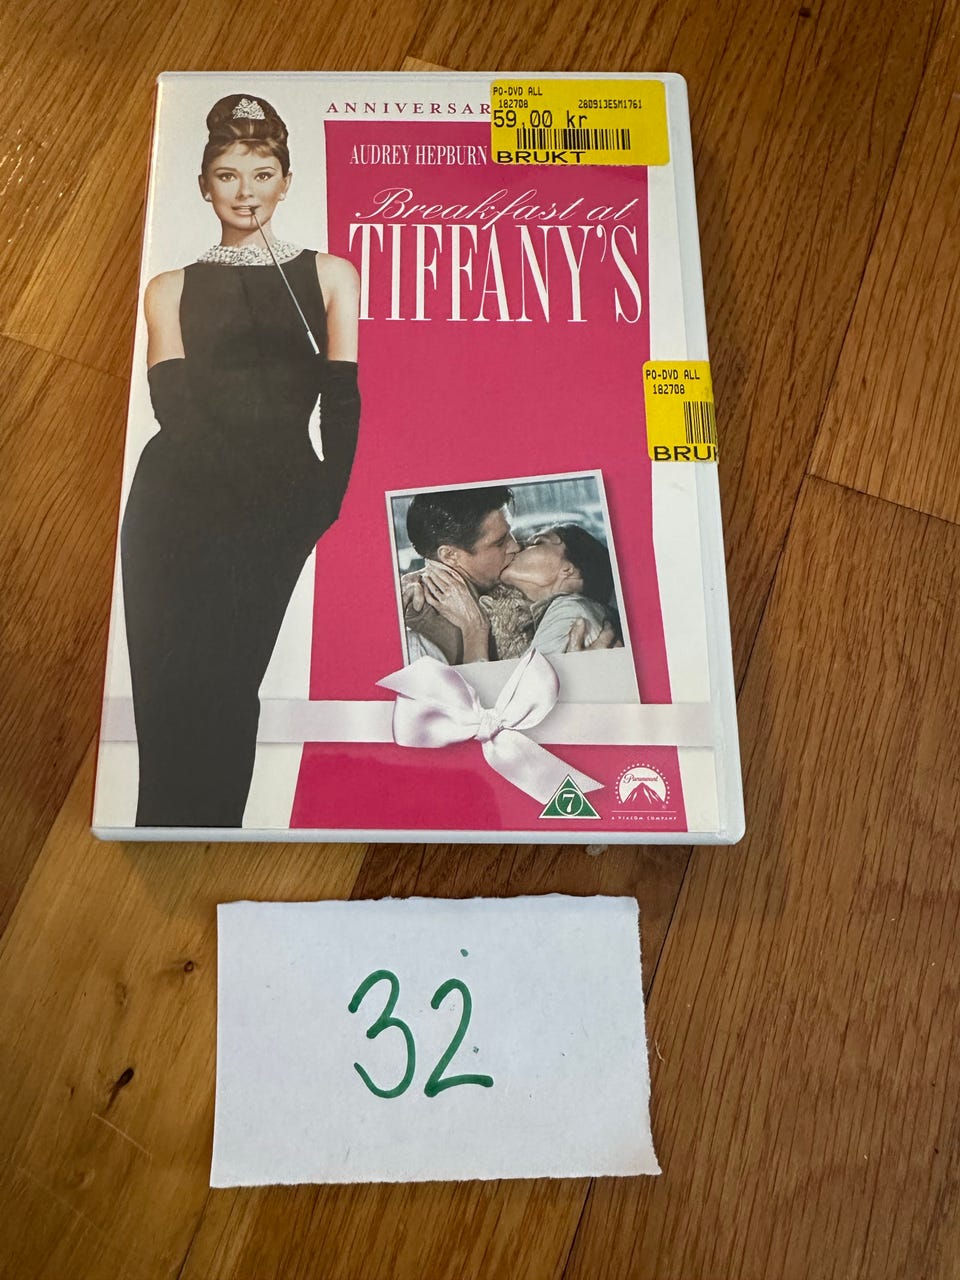 ANNIVERSAR
PO-DVD ALL
182708 280913ESM1761
59,00 kr
BRUKT
AUDREY HEPBURN
Breakfast at
TIFFANY'S
PO-DVD ALL
182708
BRUK
7
Paramount
A VIACOM COMPANY
32